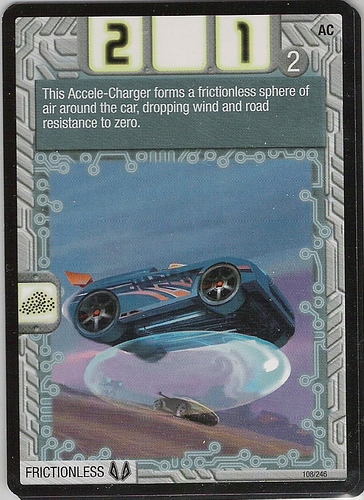 2 1
AC
2
This Accele-Charger forms a frictionless sphere of
air around the car, dropping wind and road
resistance to zero.
FRICTIONLESS
108/246